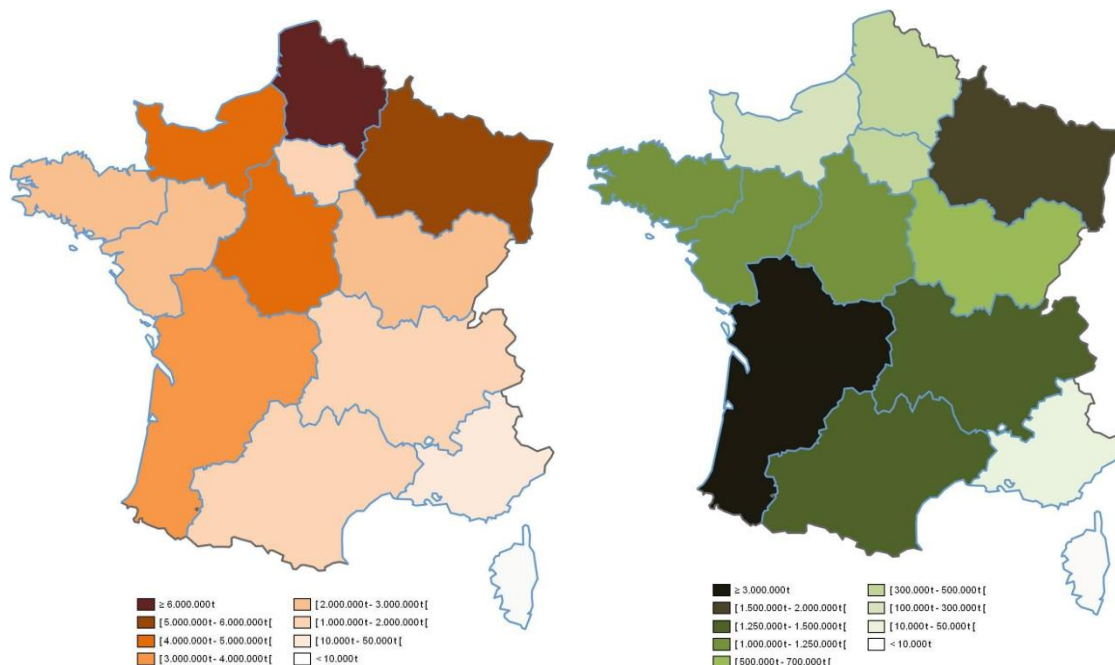 ≥ 6.000.000t
[5.000.000t - 6.000.000t[
[4.000.000t - 5.000.000t[
[3.000.000t - 4.000.000t[
[2.000.000t - 3.000.000t[
[1.000.000t - 2.000.000t[
[10.000t - 50.000t[
< 10.000t
≥ 3.000.000t
[1.500.000t - 2.000.000t[
[1.250.000t - 1.500.000t[
[1.000.000t - 1.250.000t[
[500.000t - 700.000t[
[300.000t - 500.000t[
[100.000t - 300.000t[
[10.000t - 50.000t[
< 10.000t